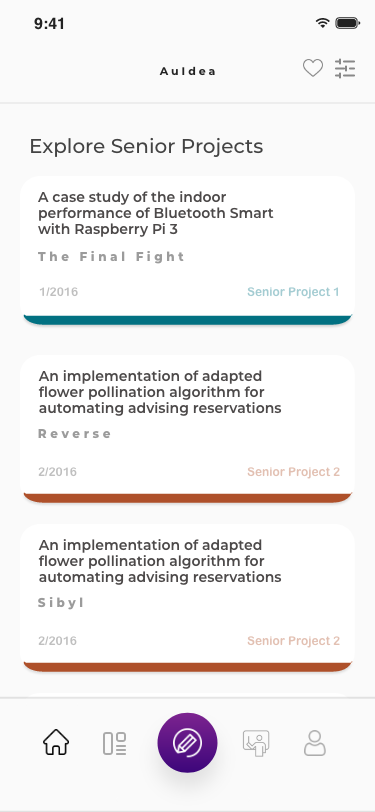 9:41
AuIdea
Explore Senior Projects
A case study of the indoor
performance of Bluetooth Smart
with Raspberry Pi 3
The Final Fight
1/2016 Senior Project 1
An implementation of adapted
flower pollination algorithm for
automating advising reservations
Reverse
2/2016 Senior Project 2
An implementation of adapted
flower pollination algorithm for
automating advising reservations
Sibyl
2/2016 Senior Project 2